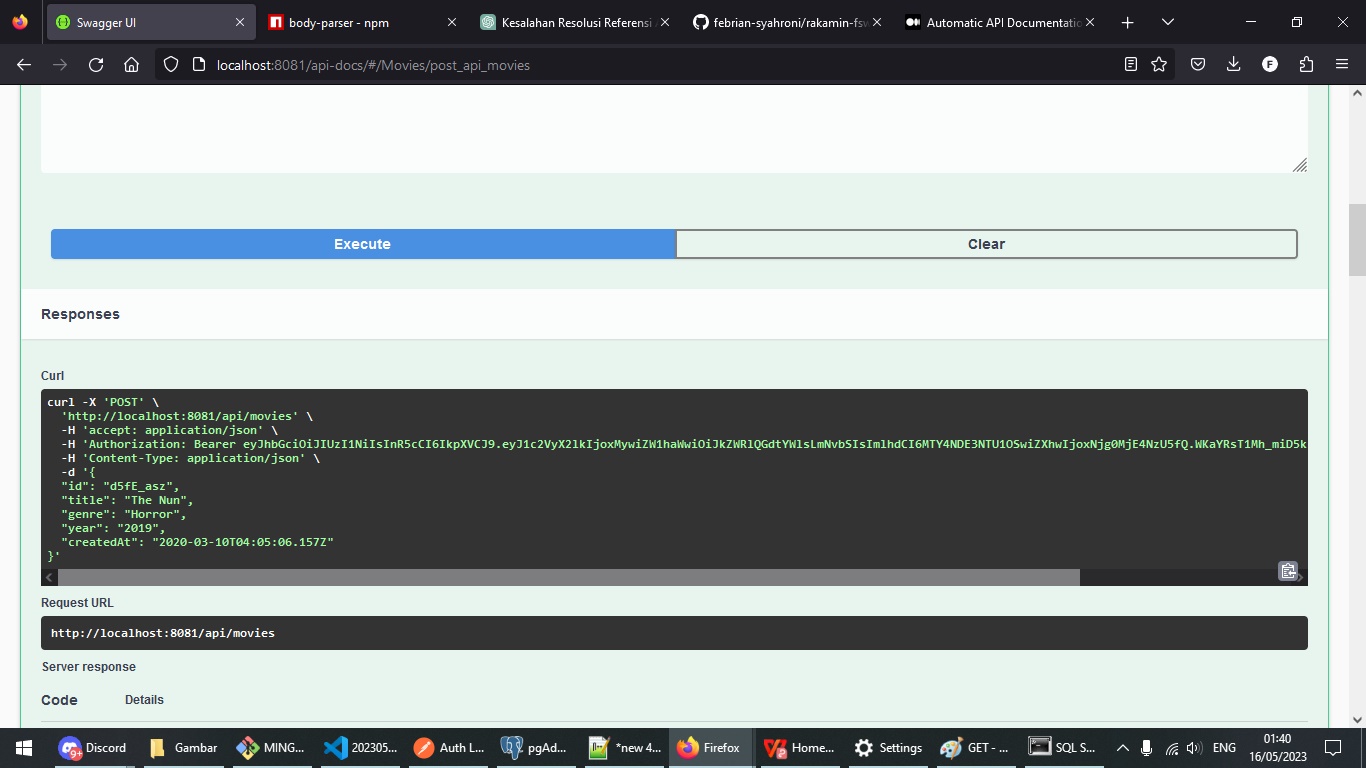 Swagger UI
body-parser - npm
Kesalahan Resolusi Referensi
febrian-syahroni/rakamin-fsw
Automatic API Documentatio
localhost:8081/api-docs/#/Movies/post_api_movies
Execute
Clear
Responses
Curl
curl -X 'POST' \
'http://localhost:8081/api/movies' \
-H 'accept: application/json' \
-H 'Authorization: Bearer eyJhbGciOiJIUzI1NiIsInR5cCI6IkpXVCJ9.eyJ1c2VyX2lkIjoxMywiZW1haWwiOiJkZWRlQGdtYWlsLmNvbSIsImlhdCI6MTY4NDE3NTU1OSwiZXhwIjoxNjg0MjE4NzU5fQ.WKaYRsT1Mh_miD5k
-H 'Content-Type: application/json' \
-d '{
"id": "d5fE_asz",
"title": "The Nun",
"genre": "Horror",
"year": "2019",
"createdAt": "2020-03-10T04:05:06.157Z"
}'
Request URL
http://localhost:8081/api/movies
Server response
Code
Details
9+ Discord
Gambar
MING...
202305...
Auth L...
pgAd...
*new 4...
Firefox
Home...
Settings
GET - ...
SQL S...
ENG
01:40
16/05/2023